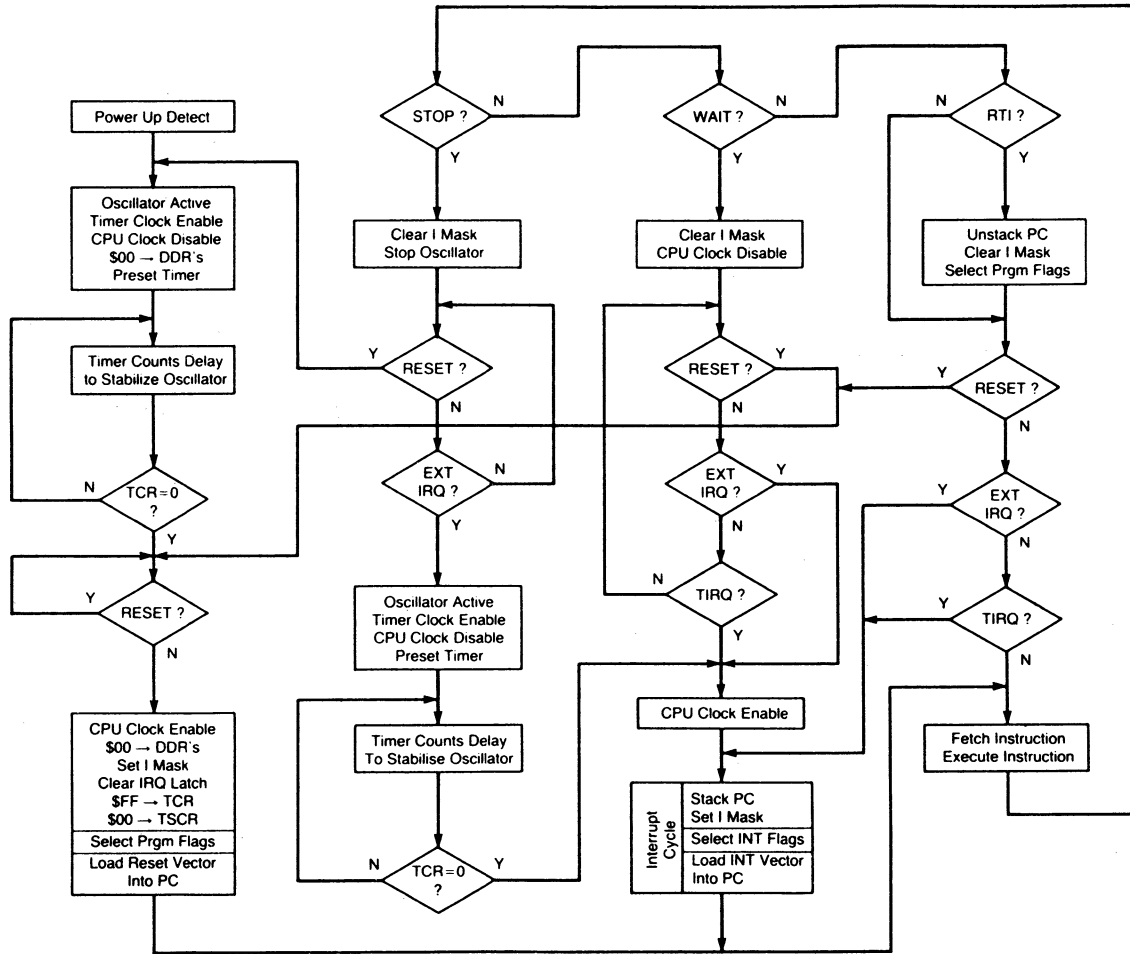 Power Up Detect
Oscillator Active
Timer Clock Enable
CPU Clock Disable
$00 → DDR's
Preset Timer
Timer Counts Delay
to Stabilize Oscillator
N
TCR=0
?
Y
Y
RESET ?
N
CPU Clock Enable
$00 → DDR's
Set I Mask
Clear IRQ Latch
$FF → TCR
$00 → TSCR
Select Prgm Flags
Load Reset Vector
Into PC
STOP ?
N
Y
Clear I Mask
Stop Oscillator
Y
RESET ?
N
EXT
IRQ ?
N
Y
Oscillator Active
Timer Clock Enable
CPU Clock Disable
Preset Timer
Timer Counts Delay
To Stabilise Oscillator
N
TCR=0
?
Y
WAIT ?
N
Y
Clear I Mask
CPU Clock Disable
RESET ?
Y
N
EXT
IRQ ?
Y
N
N
TIRQ ?
Y
CPU Clock Enable
Interrupt
Cycle
Stack PC
Set I Mask
Select INT Flags
Load INT Vector
Into PC
N
RTI ?
Y
Unstack PC
Clear I Mask
Select Prgm Flags
Y
RESET ?
N
Y
EXT
IRQ ?
N
Y
TIRQ ?
N
Fetch Instruction
Execute Instruction